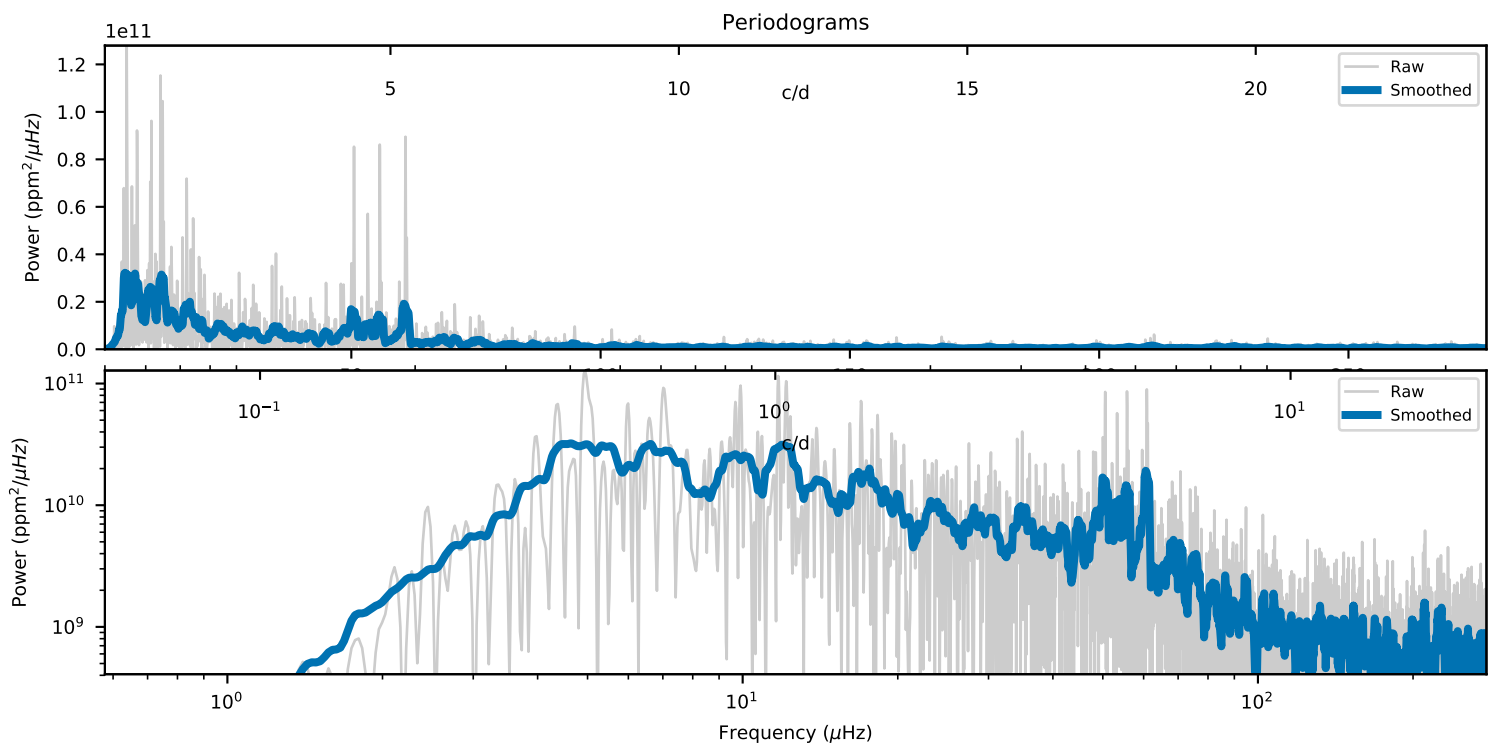 Periodograms
1e11
1.2
1.0
0.8
0.6
0.4
0.2
0.0
Power (ppm²/μHz)
5 10 15 20
c/d
Raw
Smoothed
10¹¹
10¹⁰
10⁹
Power (ppm²/μHz)
10⁻¹ 10⁰ 10¹
c/d
Raw
Smoothed
10⁰ 10¹ 10²
Frequency (μHz)